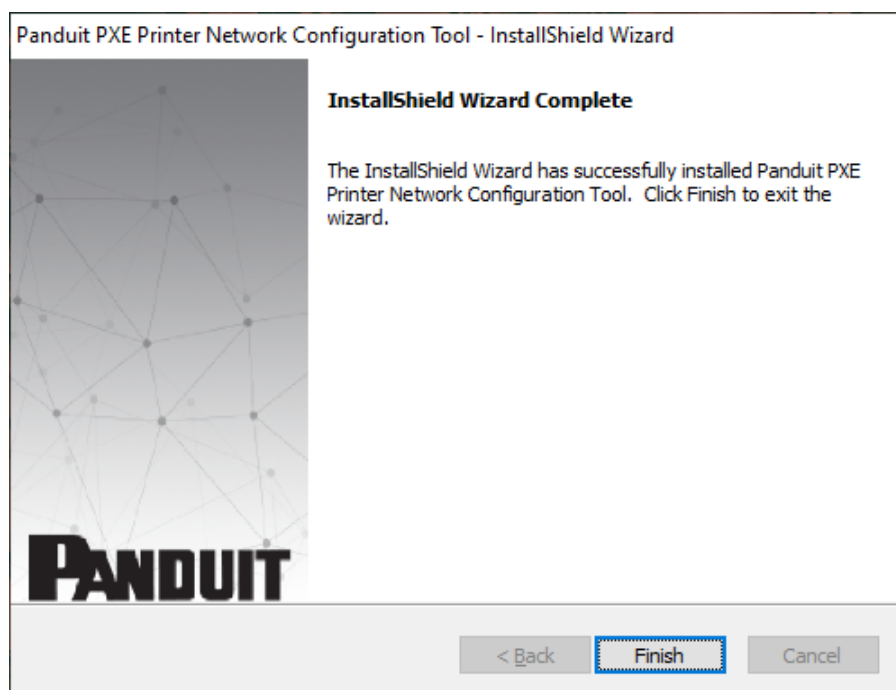 Panduit PXE Printer Network Configuration Tool - InstallShield Wizard
InstallShield Wizard Complete
The InstallShield Wizard has successfully installed Panduit PXE
Printer Network Configuration Tool.  Click Finish to exit the
wizard.
PANDUIT
< Back
Finish
Cancel